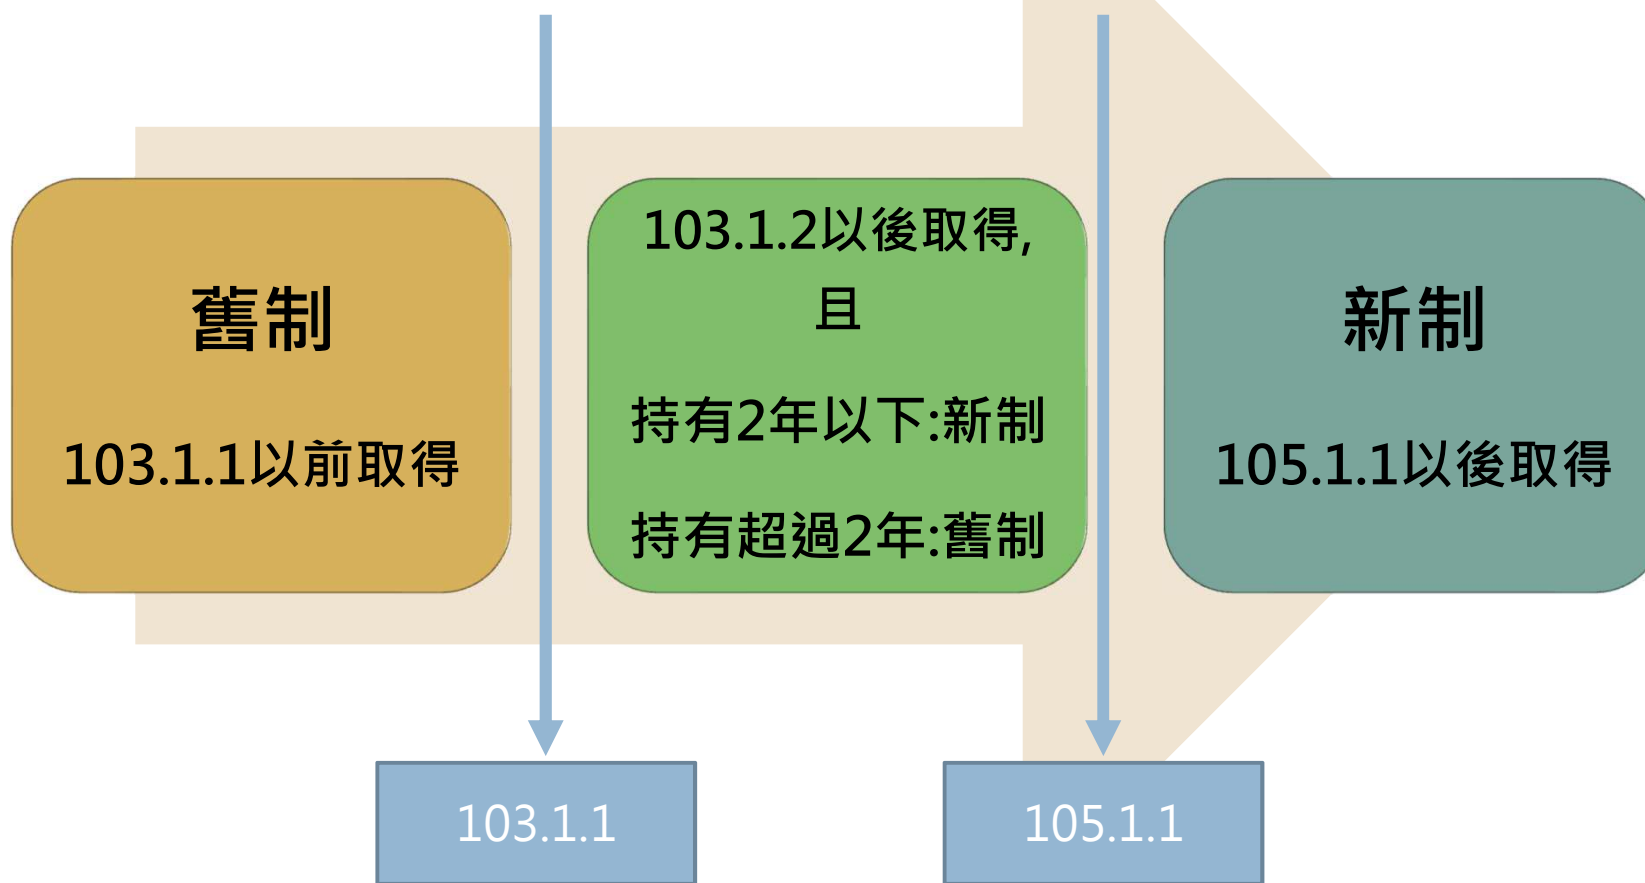 舊制
103.1.1以前取得
103.1.2以後取得,
且
持有2年以下:新制
持有超過2年:舊制
新制
105.1.1以後取得
103.1.1
105.1.1